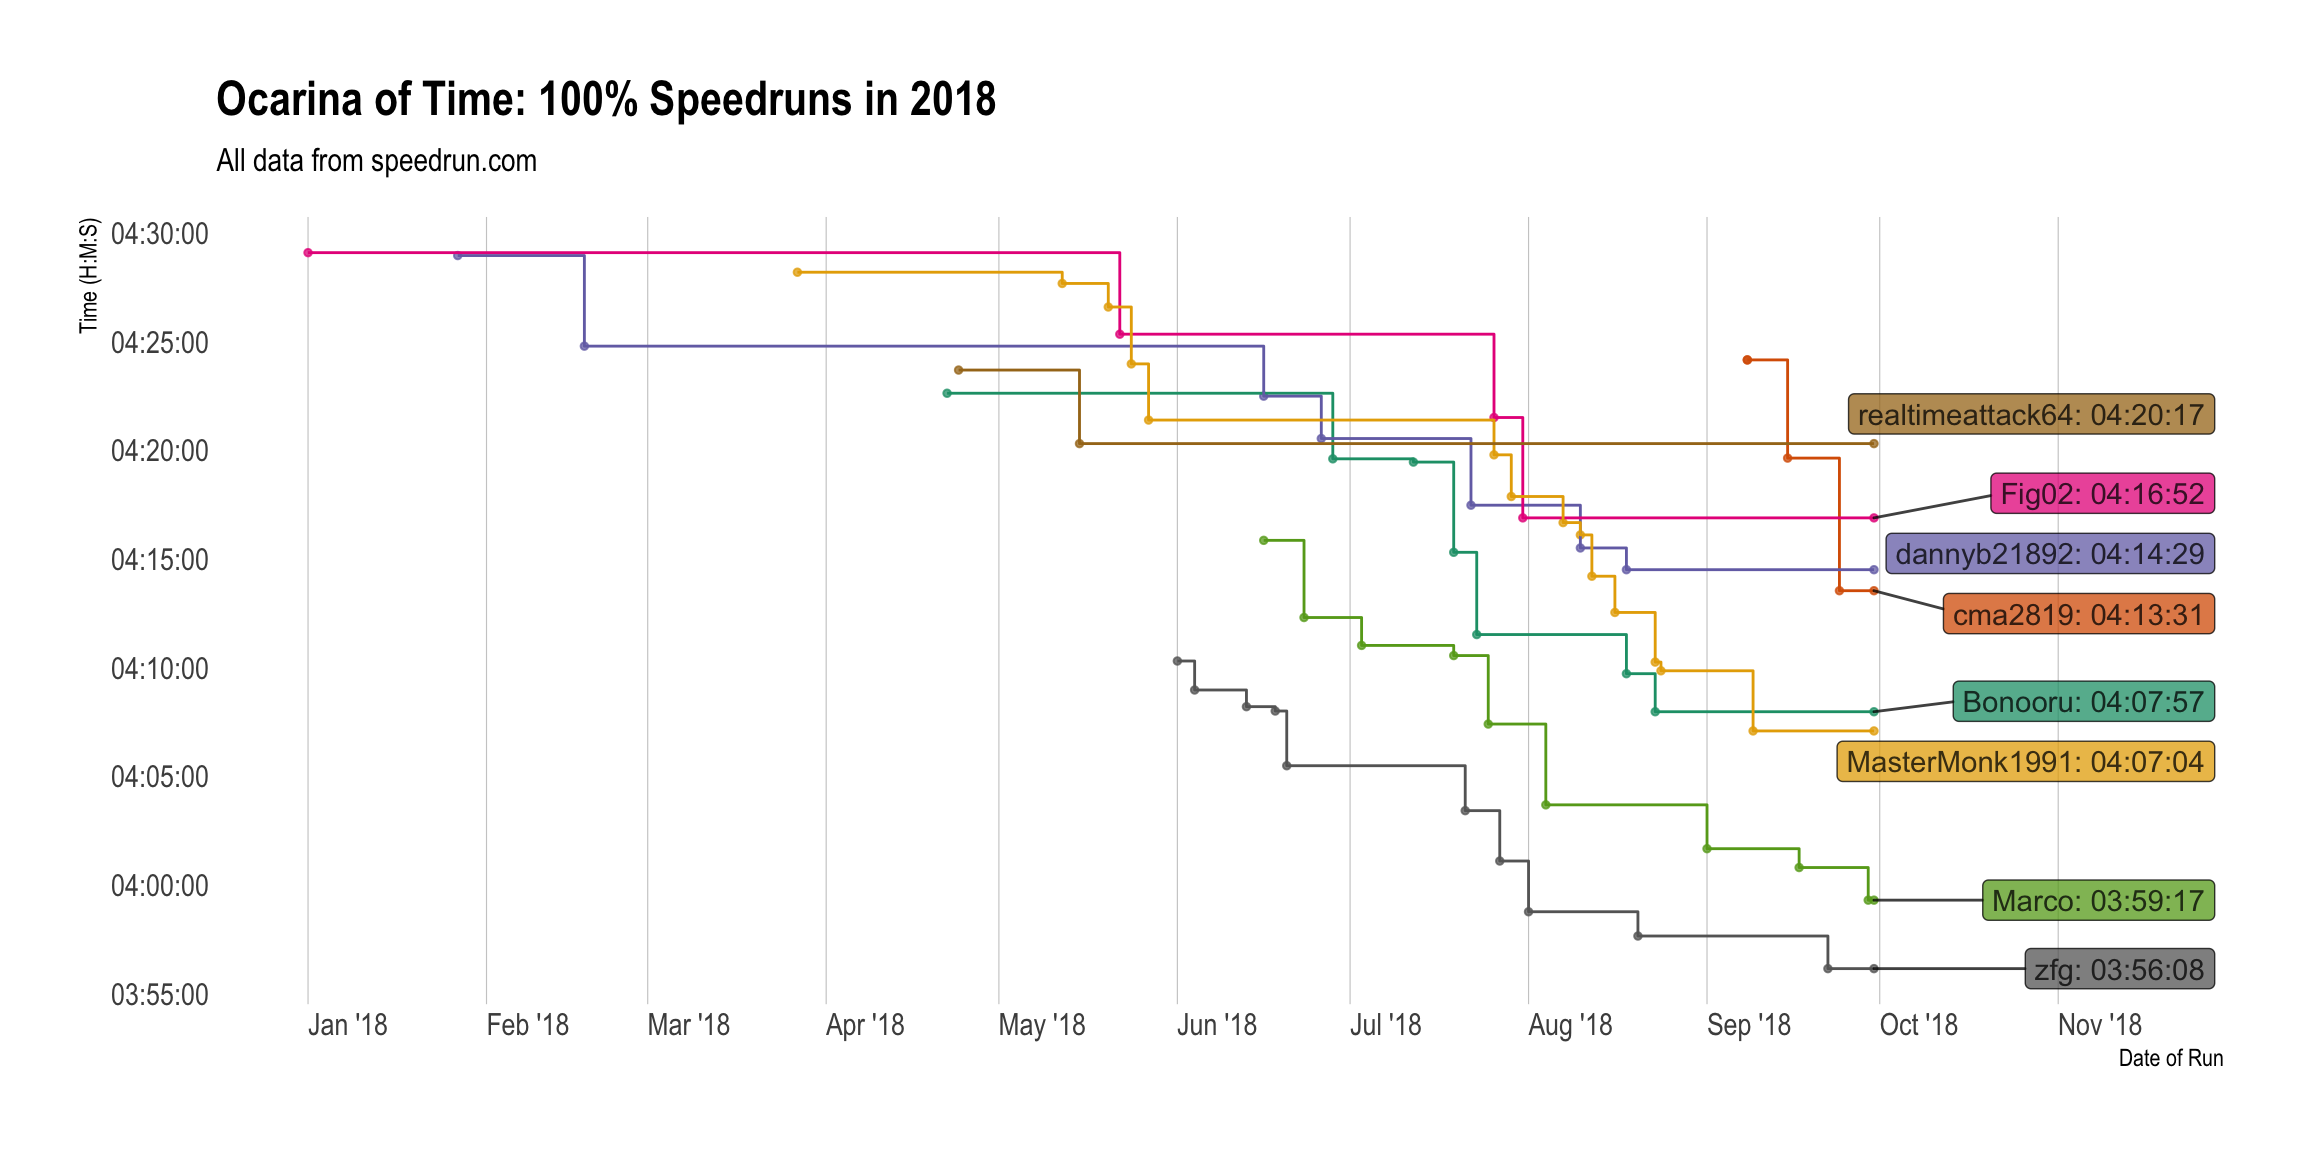 Ocarina of Time: 100% Speedruns in 2018
All data from speedrun.com
Time (H:M:S)
04:30:00
04:25:00
04:20:00
04:15:00
04:10:00
04:05:00
04:00:00
03:55:00
realtimeattack64: 04:20:17
Fig02: 04:16:52
dannyb21892: 04:14:29
cma2819: 04:13:31
Bonooru: 04:07:57
MasterMonk1991: 04:07:04
Marco: 03:59:17
zfg: 03:56:08
Jan '18 Feb '18 Mar '18 Apr '18 May '18 Jun '18 Jul '18 Aug '18 Sep '18 Oct '18 Nov '18
Date of Run